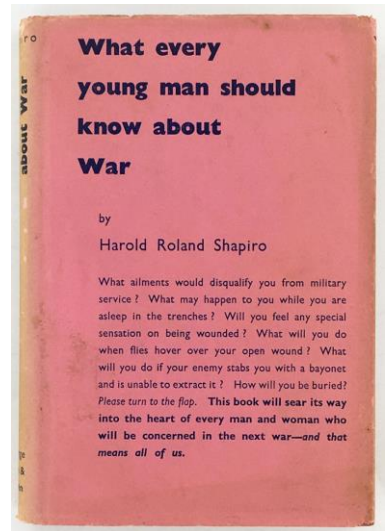 What every
young man should
know about
War
by
Harold Roland Shapiro
What ailments would disqualify you from military
service ? What may happen to you while you are
asleep in the trenches ? Will you feel any special
sensation on being wounded ? What will you do
when flies hover over your open wound ? What
will you do if your enemy stabs you with a bayonet
and is unable to extract it ? How will you be buried?
Please turn to the flap. This book will sear its way
into the heart of every man and woman who
will be concerned in the next war—and that
means all of us.
about War